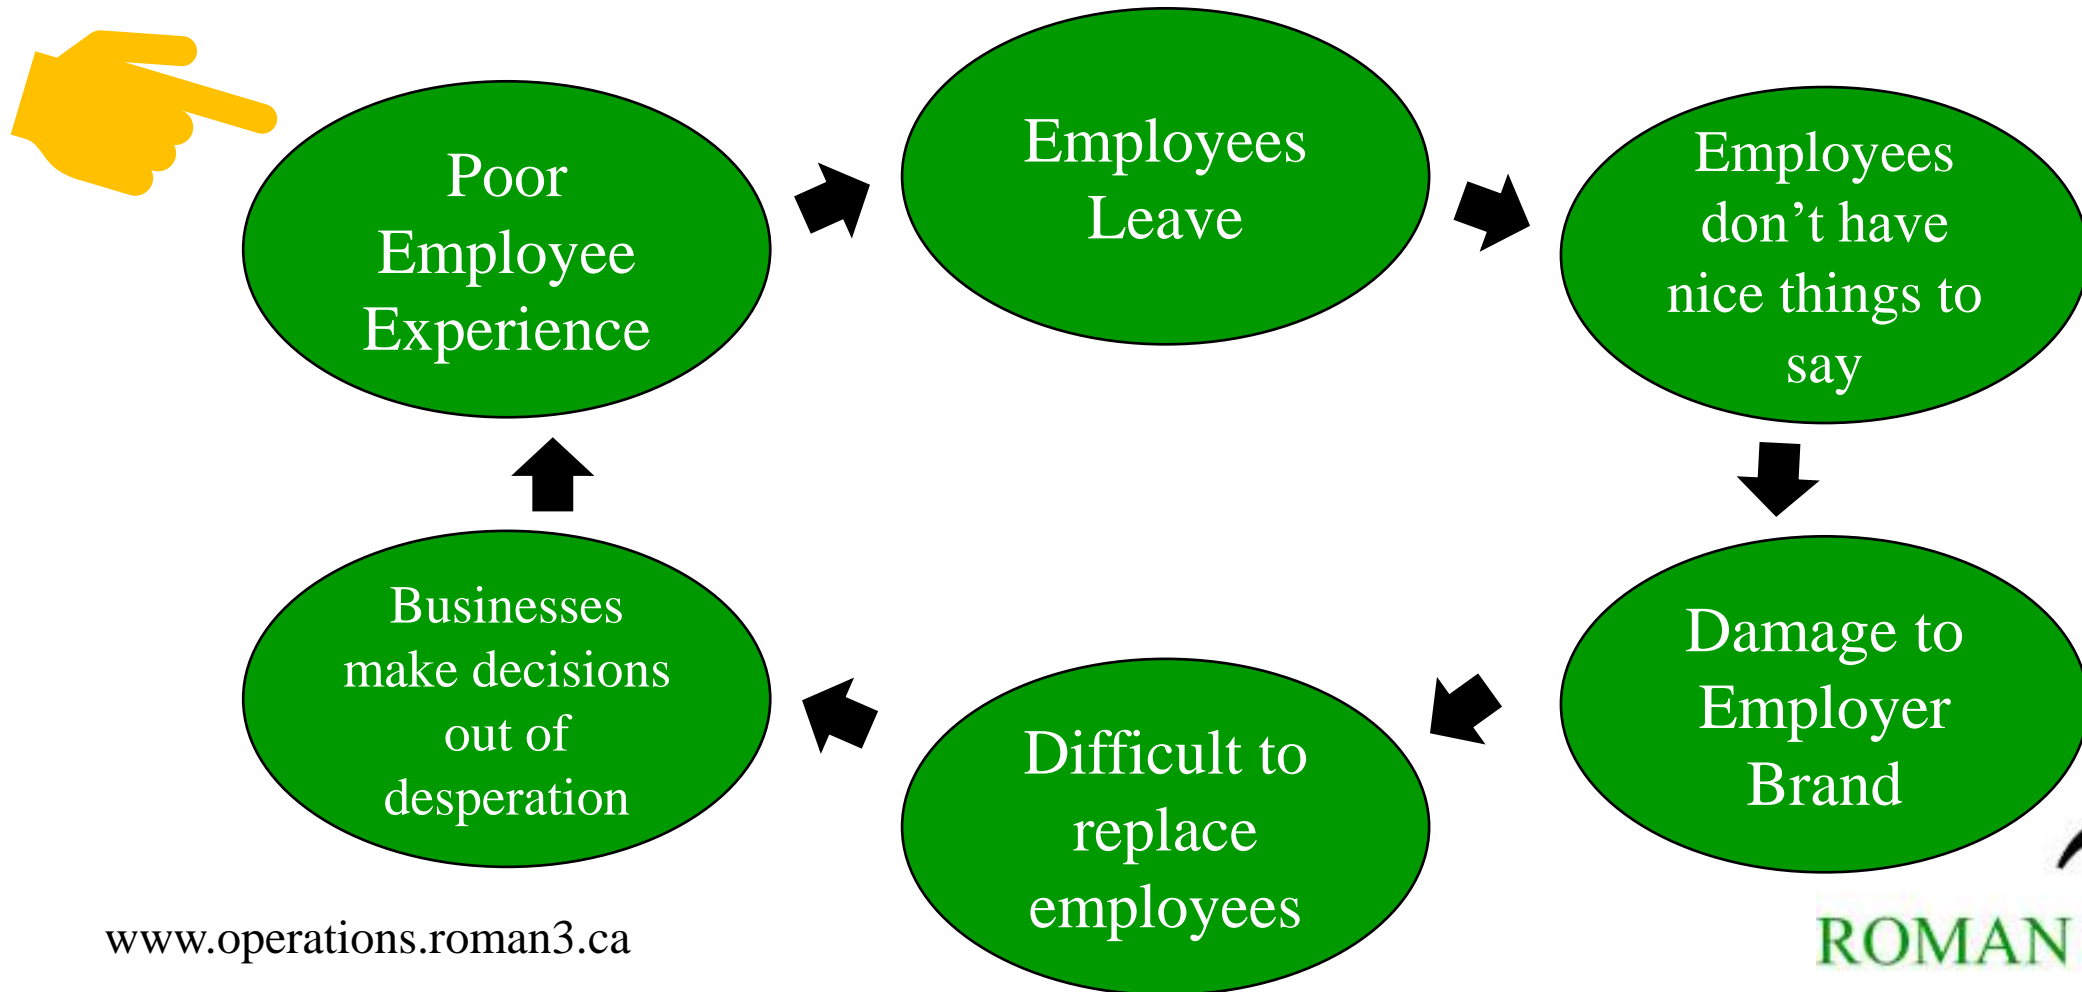 Poor
Employee
Experience
Employees
Leave
Employees
don’t have
nice things to
say
Damage to
Employer
Brand
Difficult to
replace
employees
Businesses
make decisions
out of
desperation
www.operations.roman3.ca
ROMAN